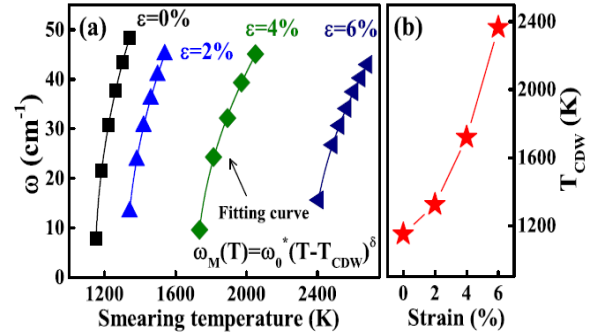 (a)
ε=0%
ε=2%
ε=4%
ε=6%
Fitting curve
ω_M(T)=ω_0^*(T-T_CDW)^δ
ω (cm^-1)
50
40
30
20
10
0
1200 1600 2000 2400
Smearing temperature (K)
(b)
2400
2000
1600
1200
T_CDW (K)
0 2 4 6
Strain (%)